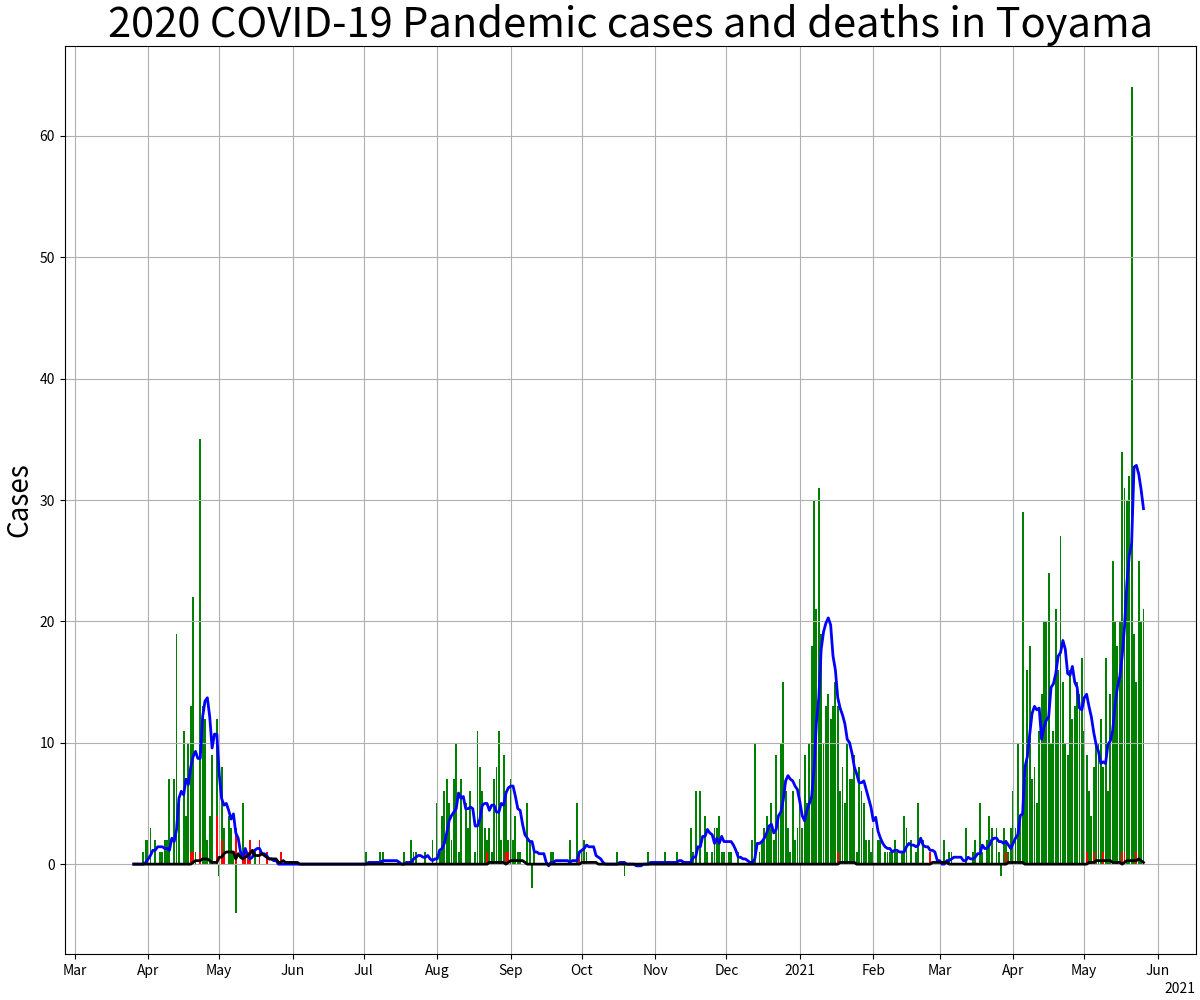 2020 COVID-19 Pandemic cases and deaths in Toyama
Cases
60
50
40
30
20
10
0
Mar Apr May Jun Jul Aug Sep Oct Nov Dec 2021 Feb Mar Apr May Jun
2021